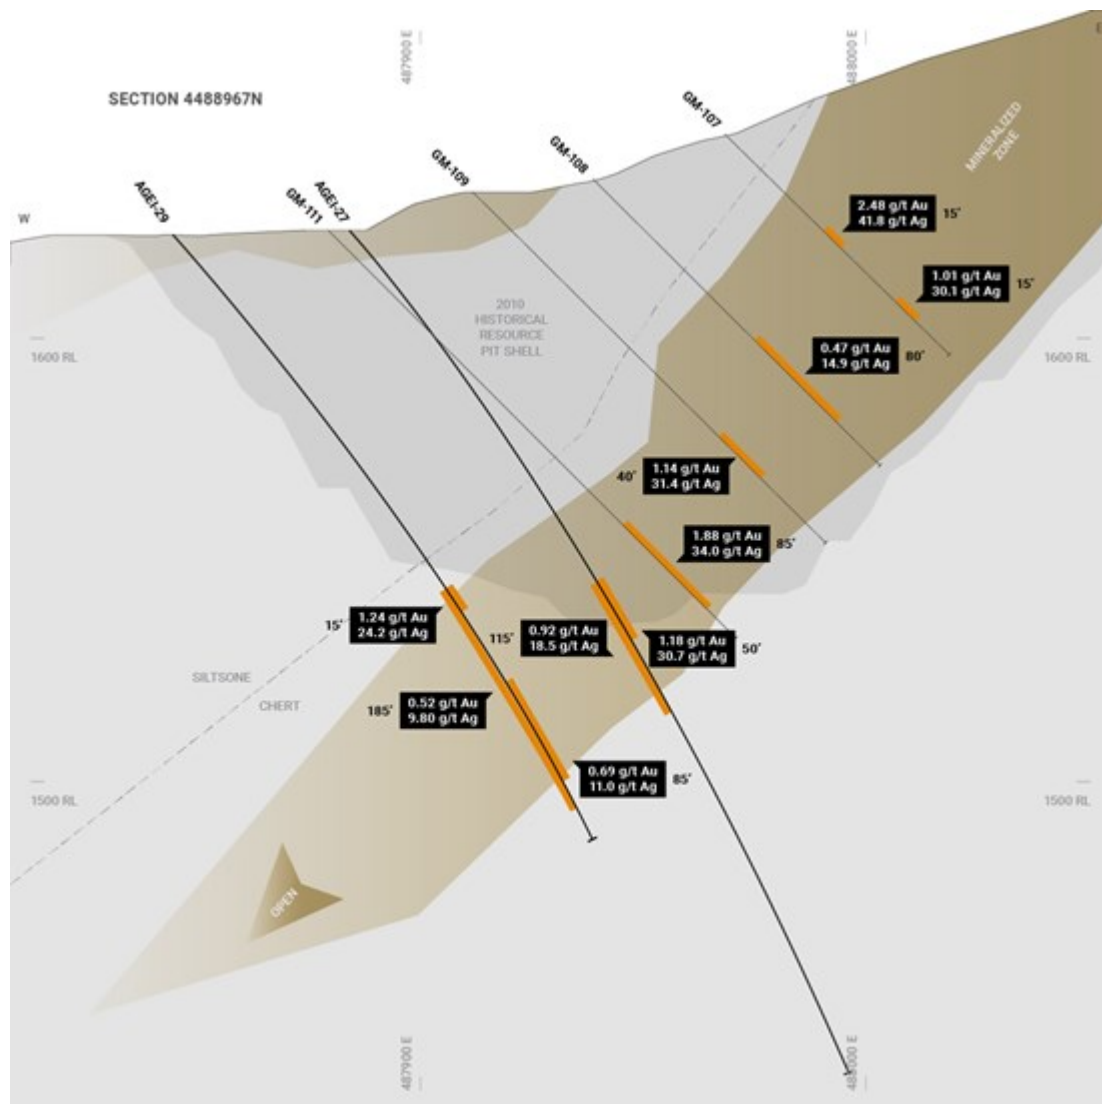 487900 E
488000 E
E
SECTION 4488967N
GM-107
GM-108
GM-109
AGEI-27
GM-111
AGEI-29
MINERALIZED
ZONE
W
2.48 g/t Au
41.8 g/t Ag
15'
1.01 g/t Au
30.1 g/t Ag
15'
2010
HISTORICAL
RESOURCE
PIT SHELL
1600 RL
1600 RL
0.47 g/t Au
14.9 g/t Ag
80'
40'
1.14 g/t Au
31.4 g/t Ag
1.88 g/t Au
34.0 g/t Ag
85'
15'
1.24 g/t Au
24.2 g/t Ag
115'
0.92 g/t Au
18.5 g/t Ag
1.18 g/t Au
30.7 g/t Ag
50'
SILTSONE
CHERT
185'
0.52 g/t Au
9.80 g/t Ag
0.69 g/t Au
11.0 g/t Ag
85'
1500 RL
1500 RL
OPEN
487900 E
488000 E